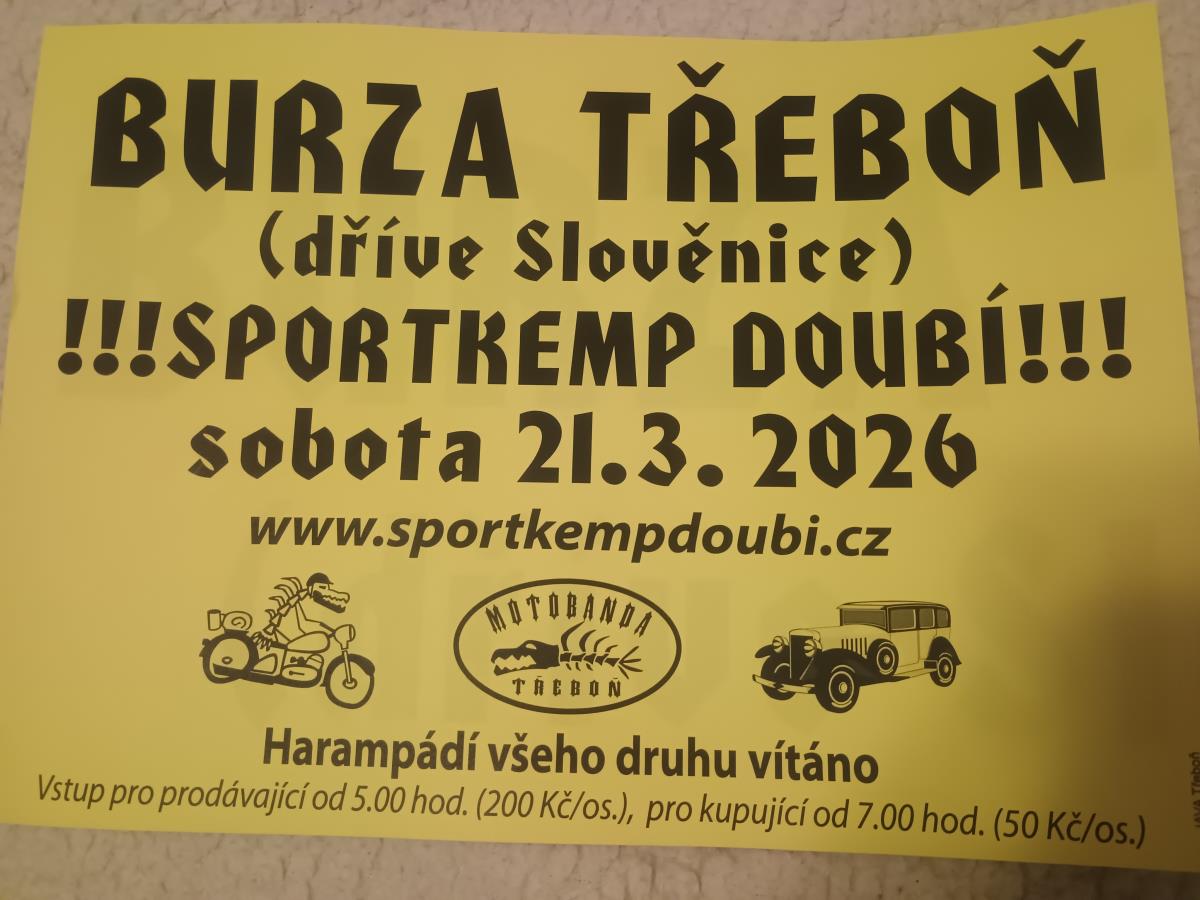 BURZA TŘEBOŇ
(dříve Slověnice)
!!!SPORTKEMP DOUBÍ!!!
sobota 21.3. 2026
www.sportkempdoubi.cz
MOTOBANDA
TŘEBOŇ
Harampádí všeho druhu vítáno
Vstup pro prodávající od 5.00 hod. (200 Kč/os.), pro kupující od 7.00 hod. (50 Kč/os.)
Třeboň